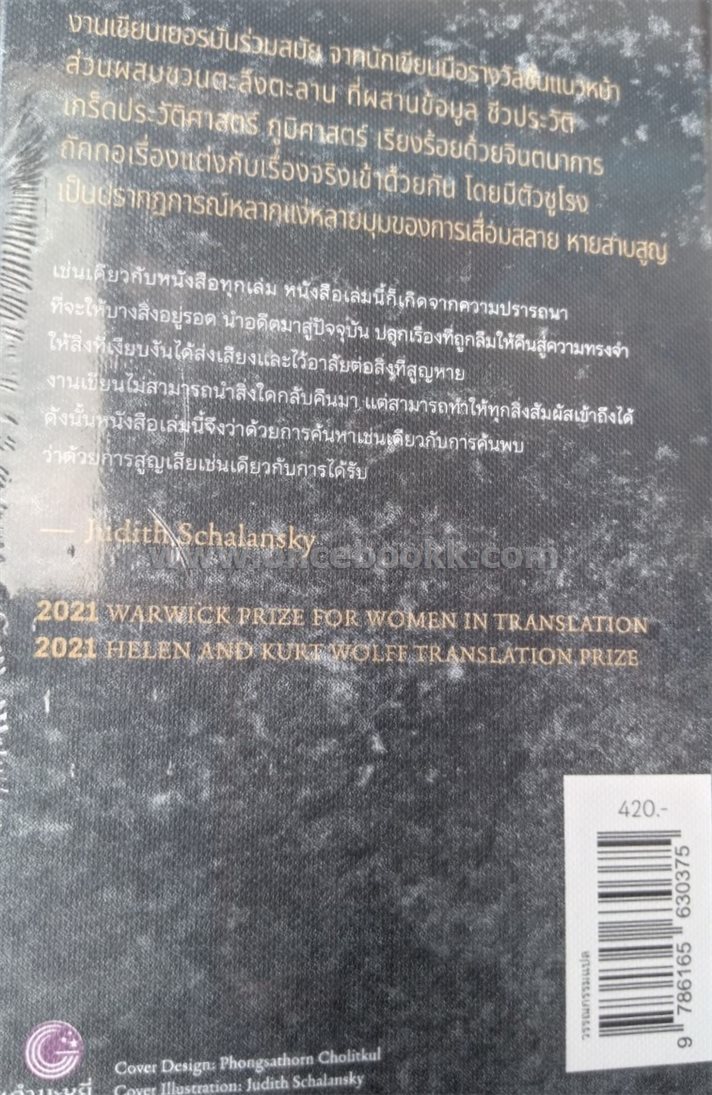 งานเขียนเยอรมันร่วมสมัย จากนักเขียนมือรางวัลชั้นแนวหน้า
ส่วนผสมชวนตะลึงตะลาน ที่ผสานข้อมูล ชีวประวัติ
เกร็ดประวัติศาสตร์ ภูมิศาสตร์ เรียงร้อยด้วยจินตนาการ
ถักทอเรื่องแต่งกับเรื่องจริงเข้าด้วยกัน โดยมีตัวชูโรง
เป็นปรากฏการณ์หลากแง่หลายมุมของการเสื่อมสลาย หายสาบสูญ
เช่นเดียวกับหนังสือทุกเล่ม หนังสือเล่มนี้ก็เกิดจากความปรารถนา
ที่จะให้บางสิ่งอยู่รอด นำอดีตมาสู่ปัจจุบัน ปลุกเรื่องที่ถูกลืมให้คืนสู่ความทรงจำ
ให้สิ่งที่เงียบงันได้ส่งเสียงและไว้อาลัยต่อสิ่งที่สูญหาย
งานเขียนไม่สามารถนำสิ่งใดกลับคืนมา แต่สามารถทำให้ทุกสิ่งสัมผัสเข้าถึงได้
ดังนั้นหนังสือเล่มนี้จึงว่าด้วยการค้นหาเช่นเดียวกับการค้นพบ
ว่าด้วยการสูญเสียเช่นเดียวกับการได้รับ
— Judith Schalansky
www.oncebookk.com
2021 WARWICK PRIZE FOR WOMEN IN TRANSLATION
2021 HELEN AND KURT WOLFF TRANSLATION PRIZE
420.-
วรรณกรรมแปล
9 786165 630375
Cover Design: Phongsathorn Cholitkul
Cover Illustration: Judith Schalansky